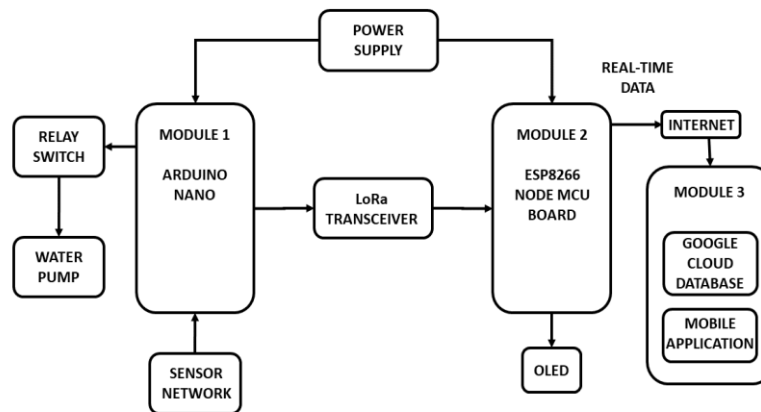 POWER
SUPPLY
REAL-TIME
DATA
RELAY
SWITCH
MODULE 1
ARDUINO
NANO
LoRa
TRANSCEIVER
MODULE 2
ESP8266
NODE MCU
BOARD
INTERNET
MODULE 3
GOOGLE
CLOUD
DATABASE
MOBILE
APPLICATION
WATER
PUMP
SENSOR
NETWORK
OLED